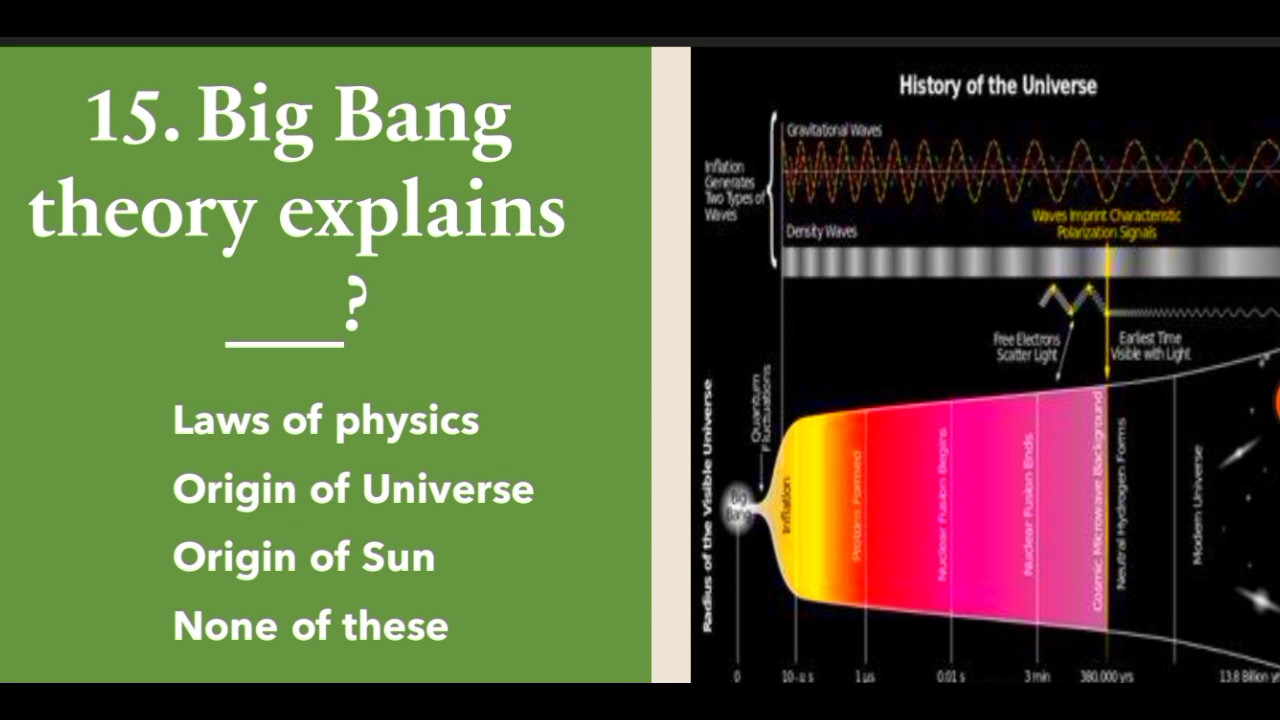 15. Big Bang
theory explains
____?
Laws of physics
Origin of Universe
Origin of Sun
None of these
History of the Universe
Gravitational Waves
Inflation
Generates
Two Types of
Waves
Waves Imprint Characteristic
Polarization Signals
Density Waves
Free Electrons
Scatter Light
Earliest Time
Visible with Light
Radius of the Visible Universe
Quantum
Fluctuations
Big
Bang
Inflation
Protons Formed
Nuclear Fusion Begins
Nuclear Fusion Ends
Cosmic Microwave Background
Neutral Hydrogen Forms
Modern Universe
0
1 µs
0.01 s
3 min
380,000 yrs
13.8 Billion